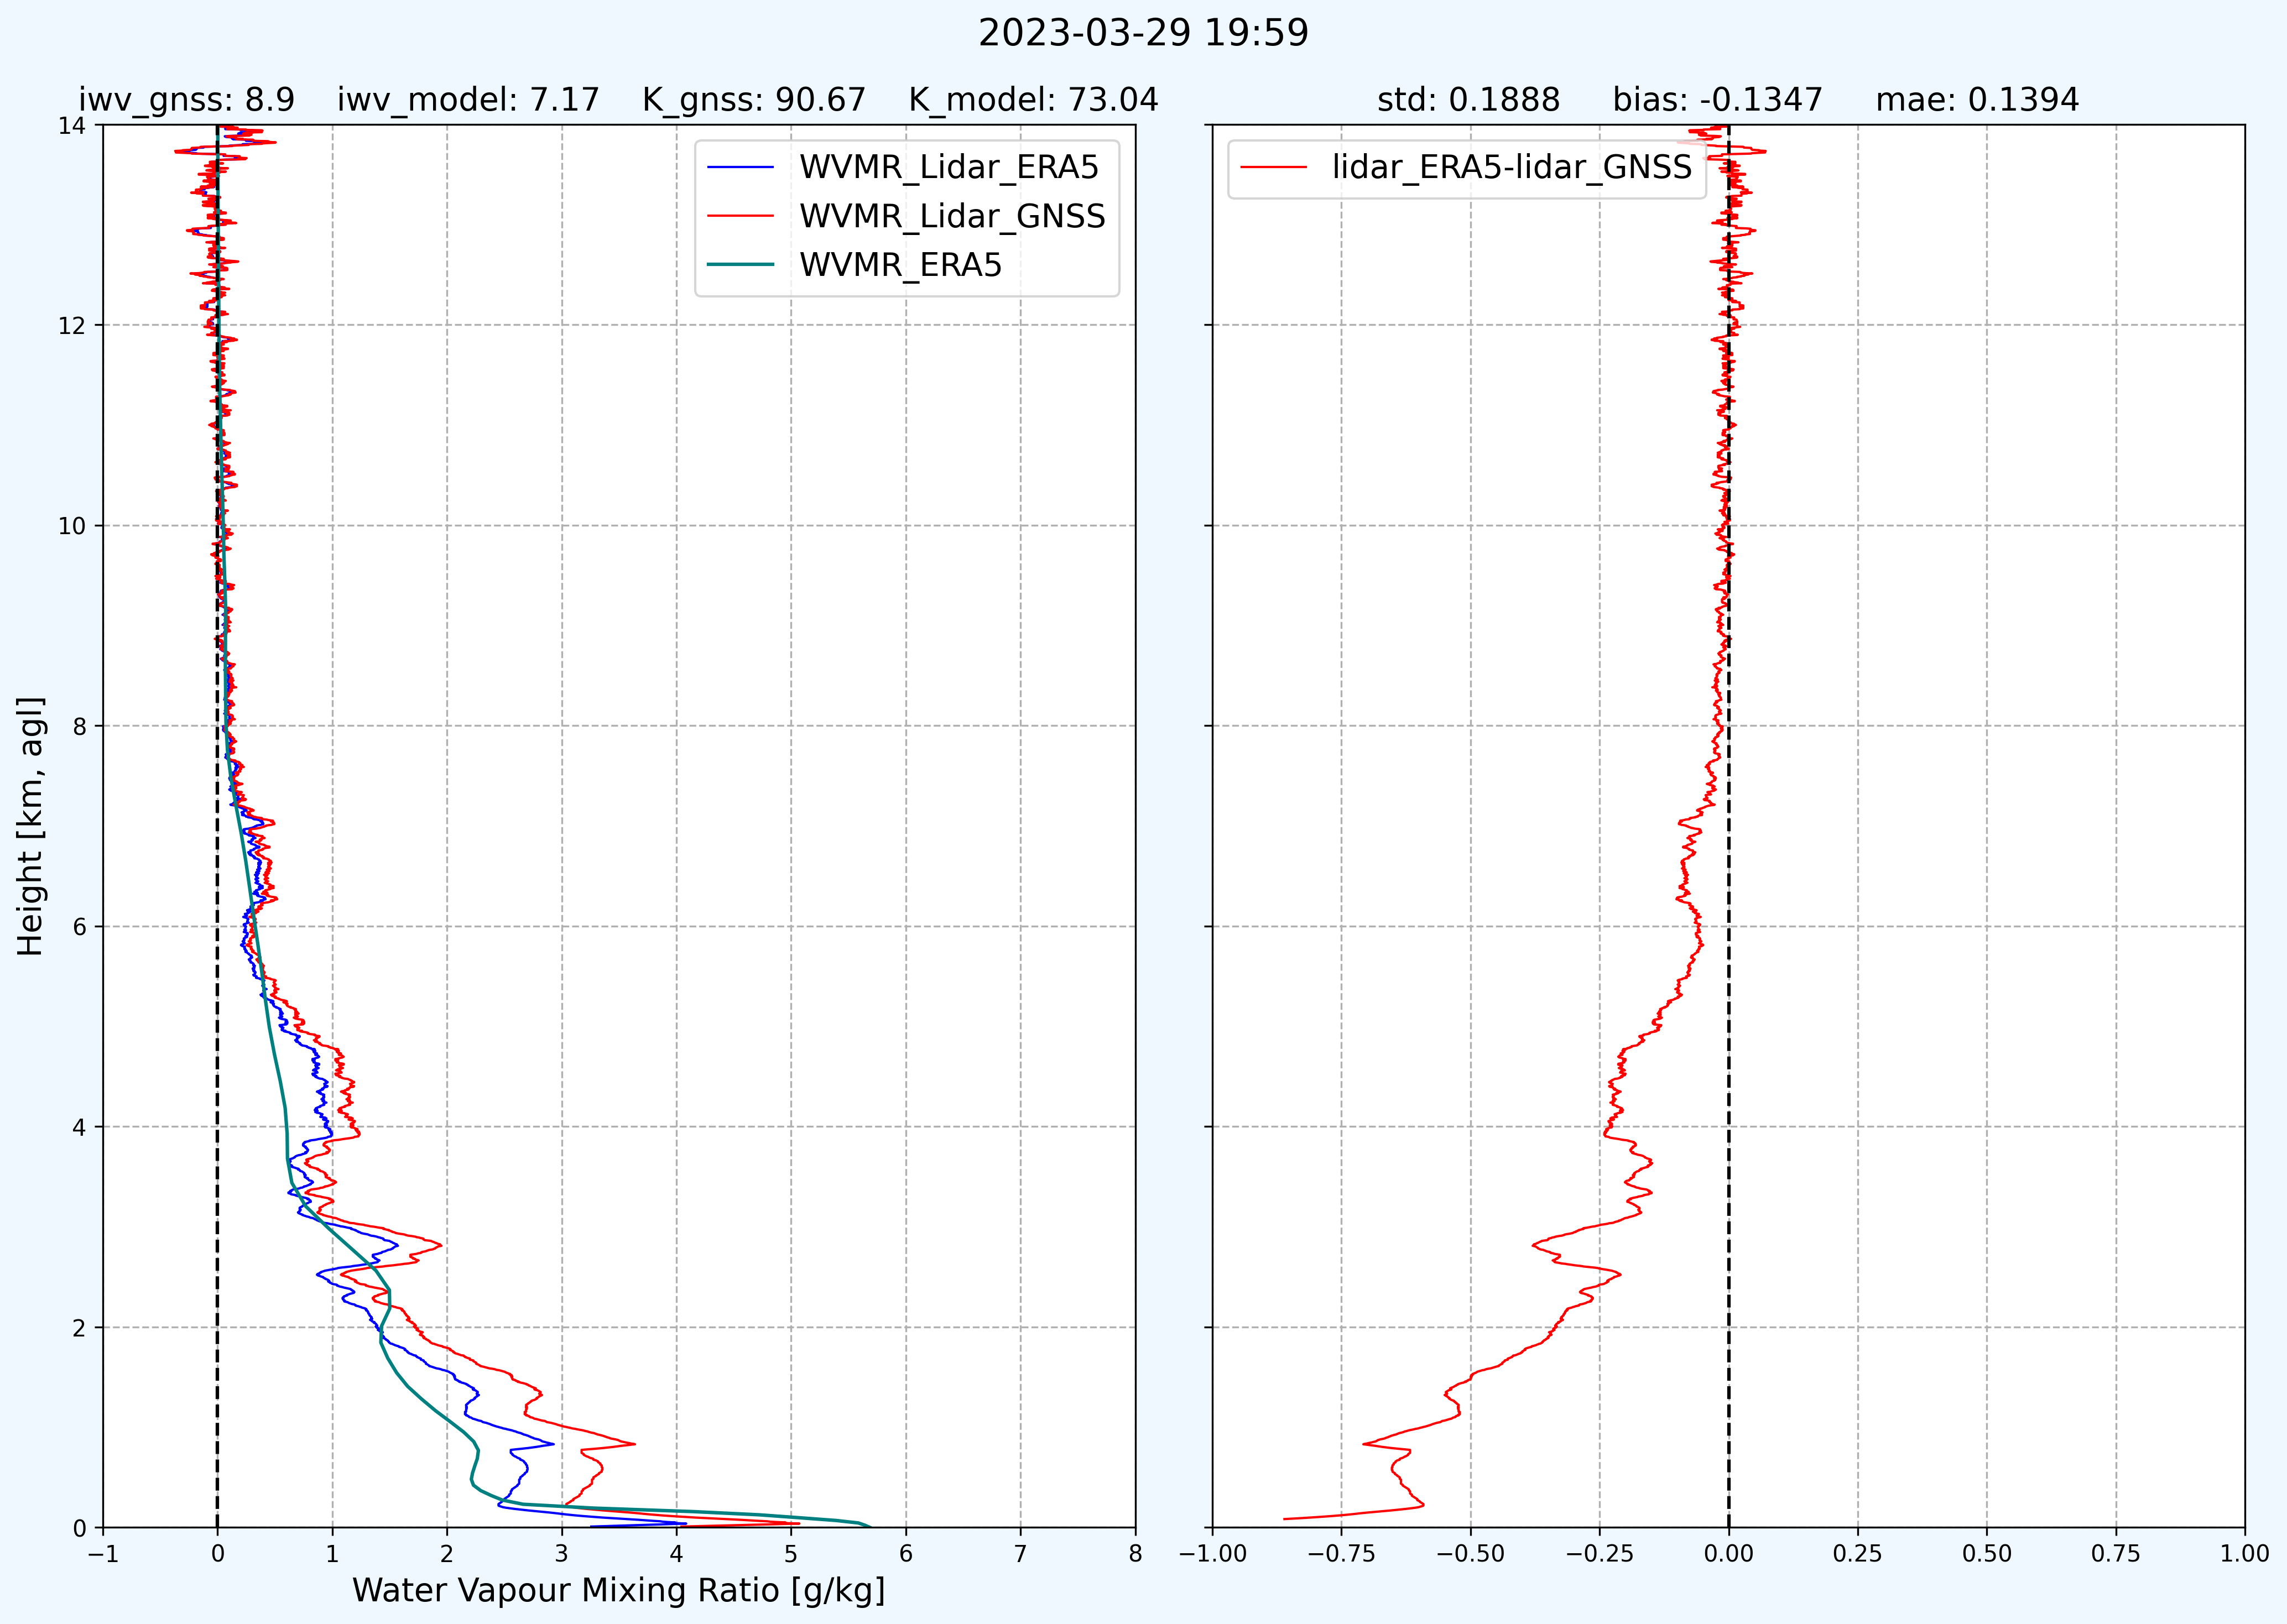 2023-03-29 19:59
iwv_gnss: 8.9 iwv_model: 7.17 K_gnss: 90.67 K_model: 73.04
std: 0.1888 bias: -0.1347 mae: 0.1394
WVMR_Lidar_ERA5
WVMR_Lidar_GNSS
WVMR_ERA5
lidar_ERA5-lidar_GNSS
Height [km, agl]
14
12
10
8
6
4
2
0
−1 0 1 2 3 4 5 6 7 8
Water Vapour Mixing Ratio [g/kg]
−1.00 −0.75 −0.50 −0.25 0.00 0.25 0.50 0.75 1.00